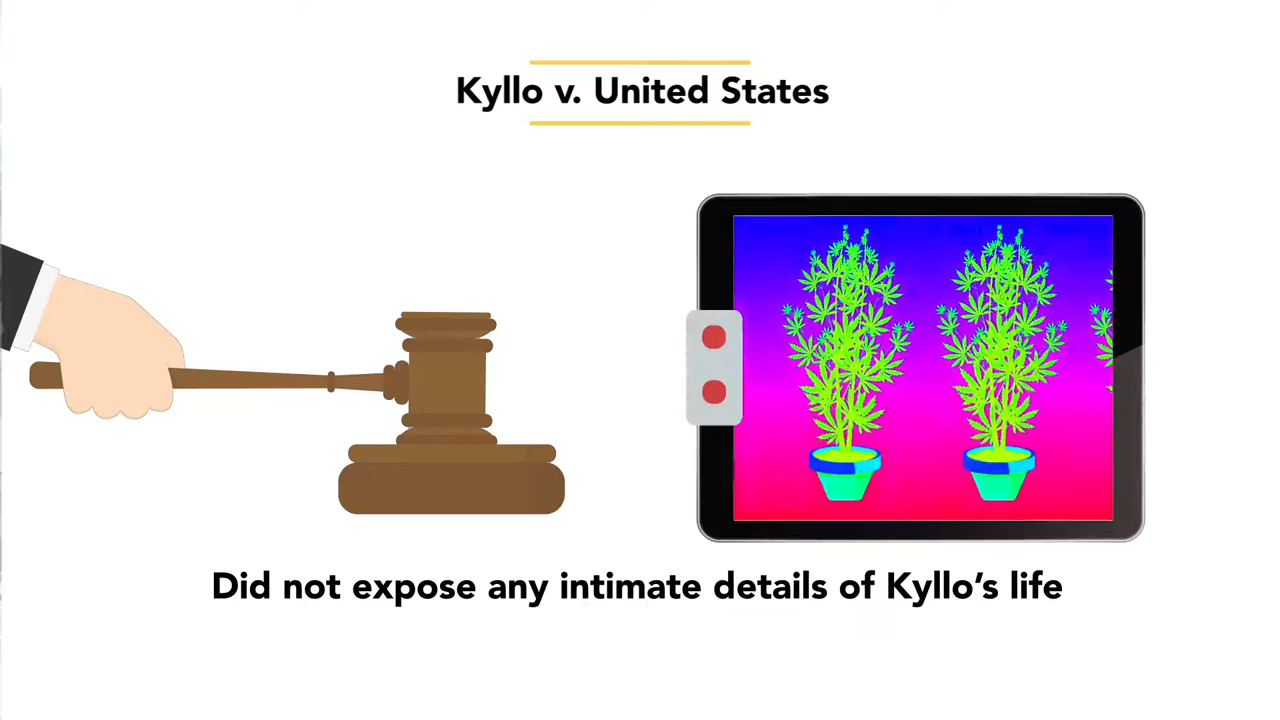 Kyllo v. United States
Did not expose any intimate details of Kyllo’s life